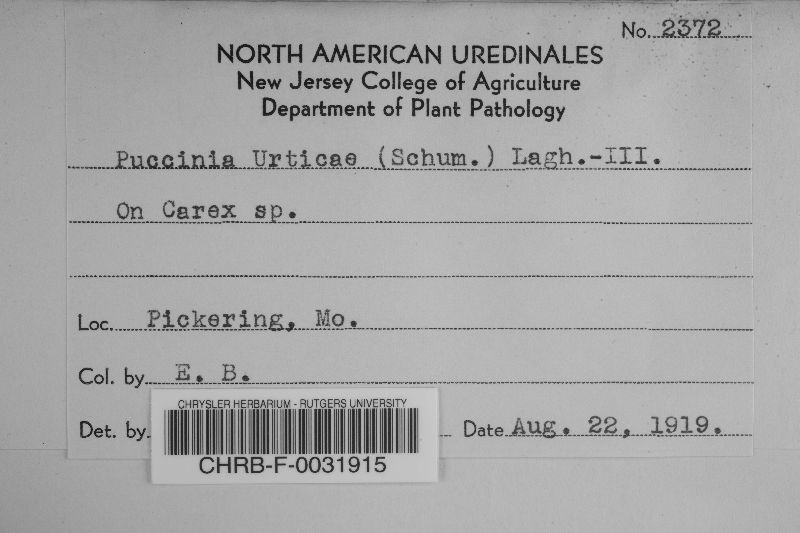 No. 2372
NORTH AMERICAN UREDINALES
New Jersey College of Agriculture
Department of Plant Pathology
Puccinia Urticae (Schum.) Lagh.-III.
On Carex sp.
Loc. Pickering, Mo.
Col. by E. B.
Det. by Date Aug. 22, 1919.
CHRYSLER HERBARIUM - RUTGERS UNIVERSITY
CHRB-F-0031915